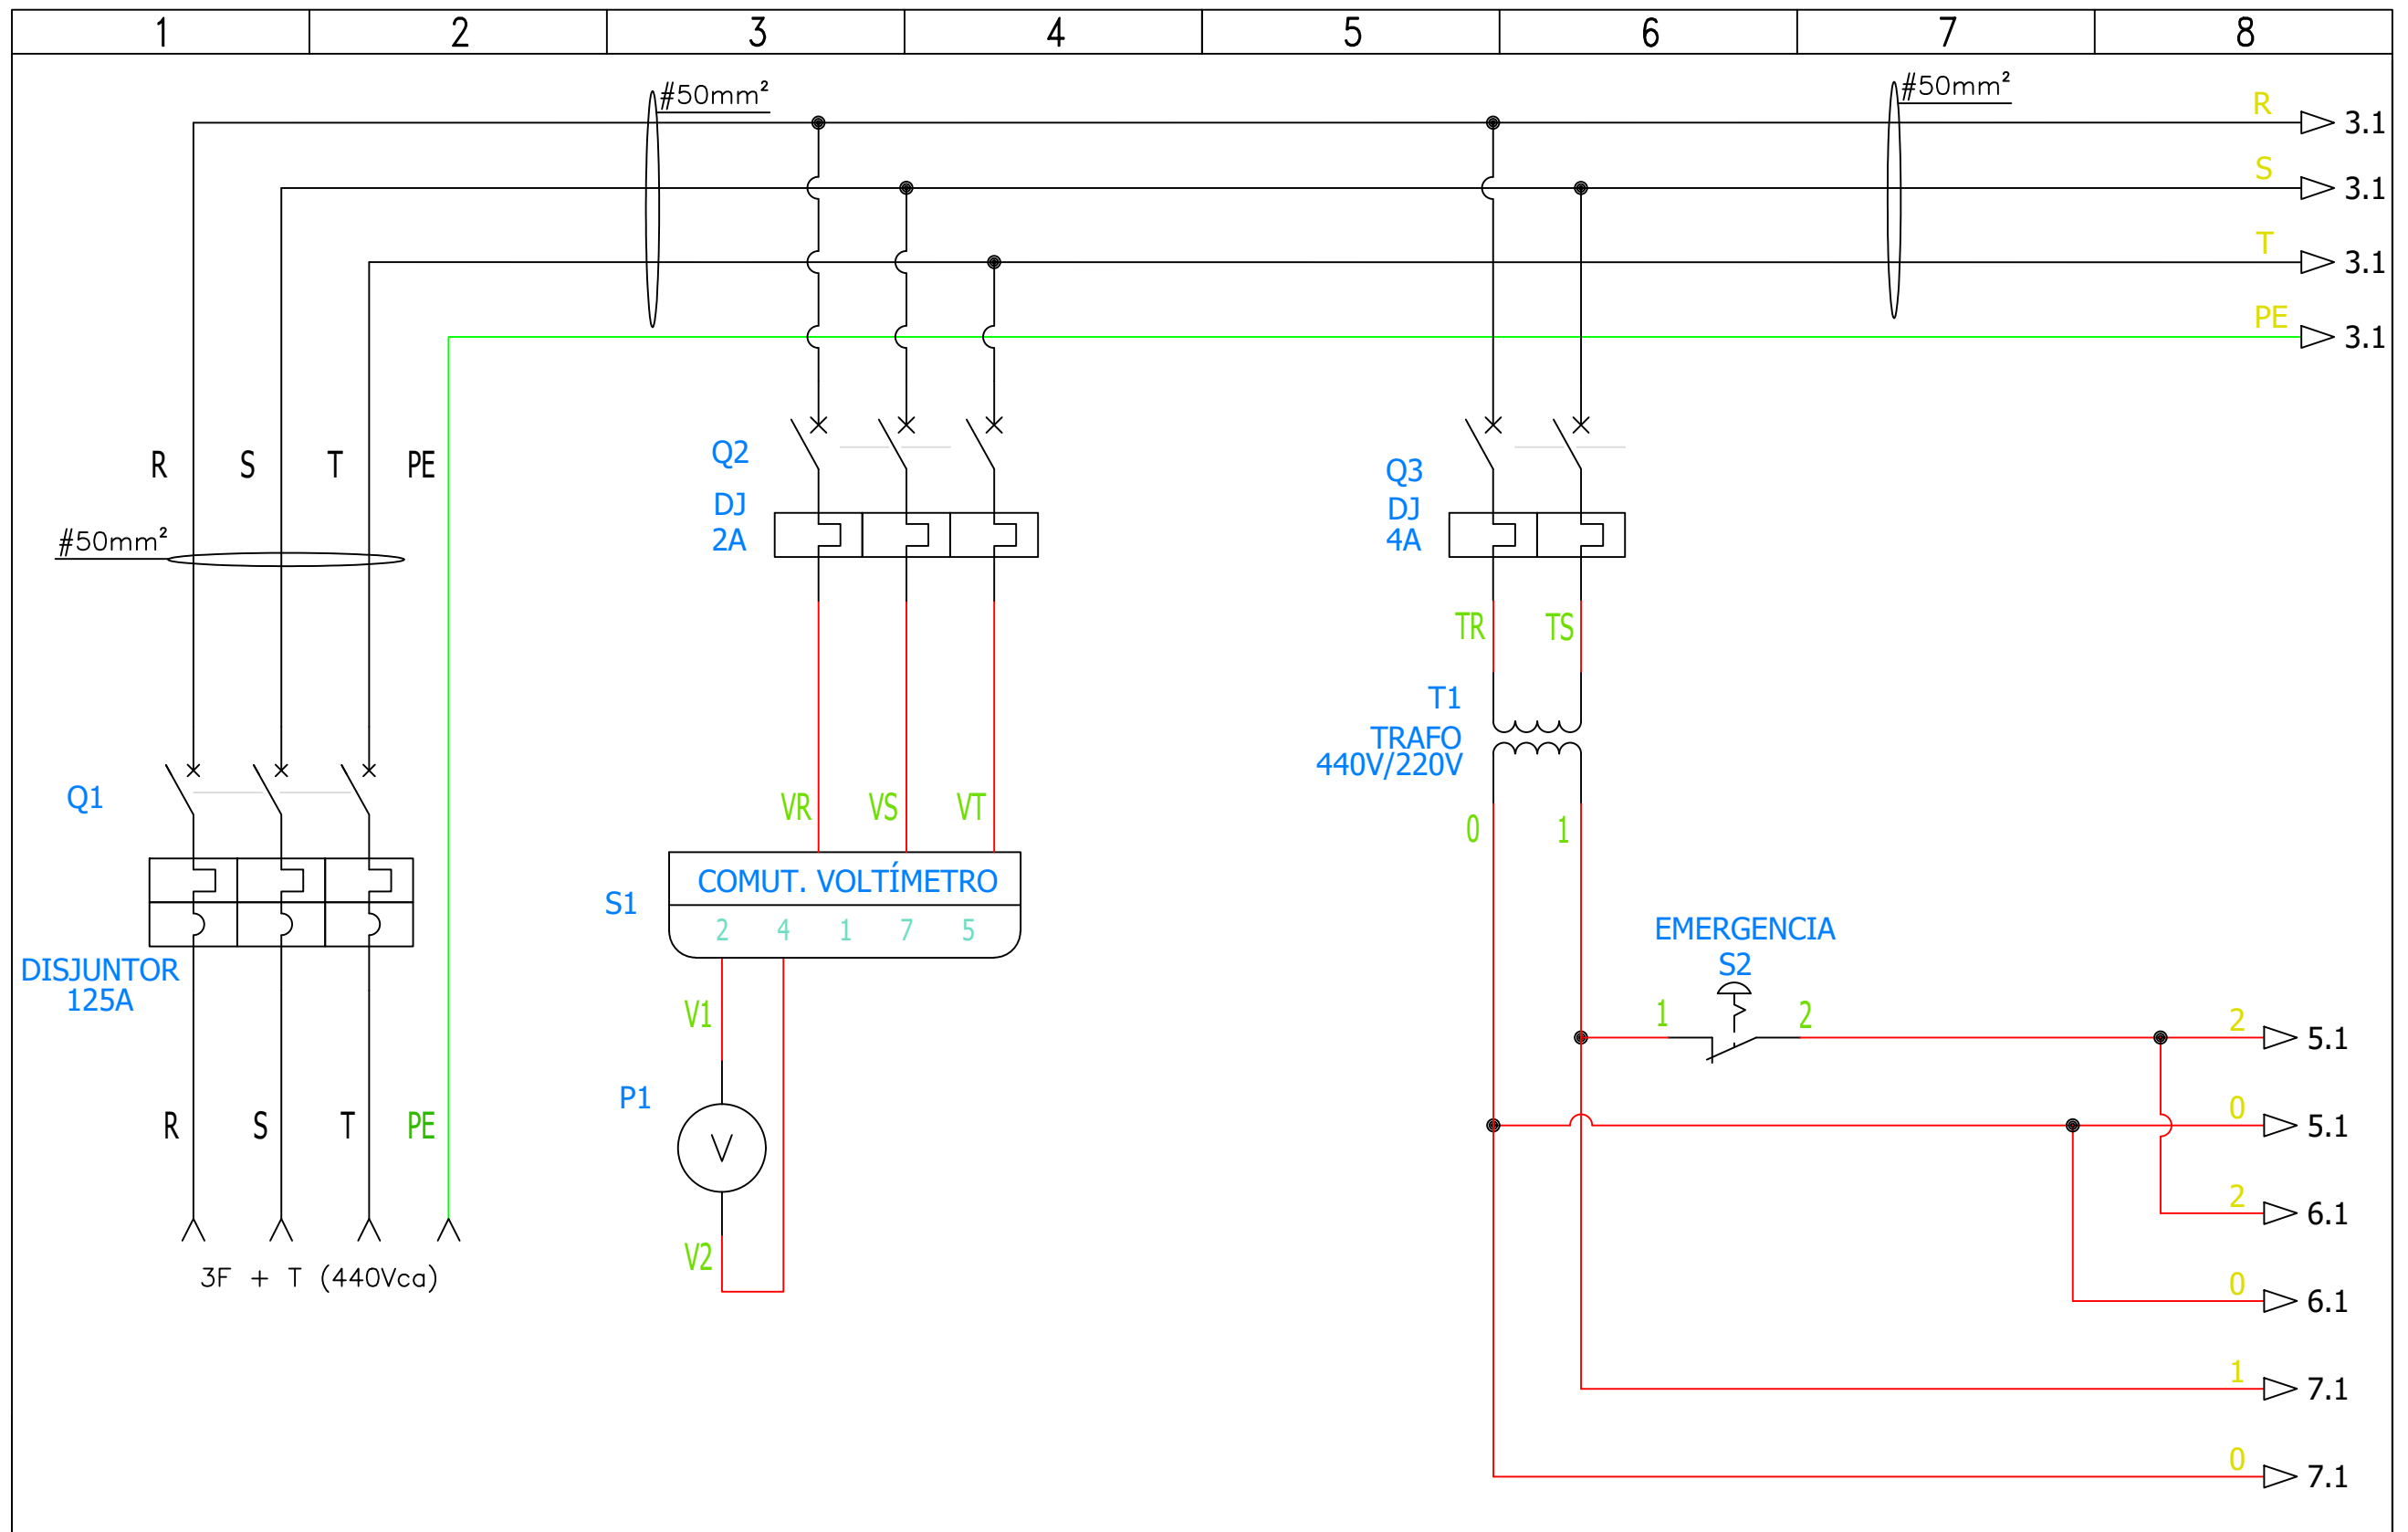 1 2 3 4 5 6 7 8
#50mm²
#50mm²
R
3.1
S
3.1
T
3.1
PE
3.1
R S T PE
#50mm²
Q1
DISJUNTOR
125A
R S T PE
3F + T (440Vca)
Q2
DJ
2A
VR VS VT
COMUT. VOLTÍMETRO
S1
2 4 1 7 5
V1
P1
V
V2
Q3
DJ
4A
TR TS
T1
TRAFO
440V/220V
0 1
EMERGENCIA
S2
1 2
2
5.1
0
5.1
2
6.1
0
6.1
1
7.1
0
7.1